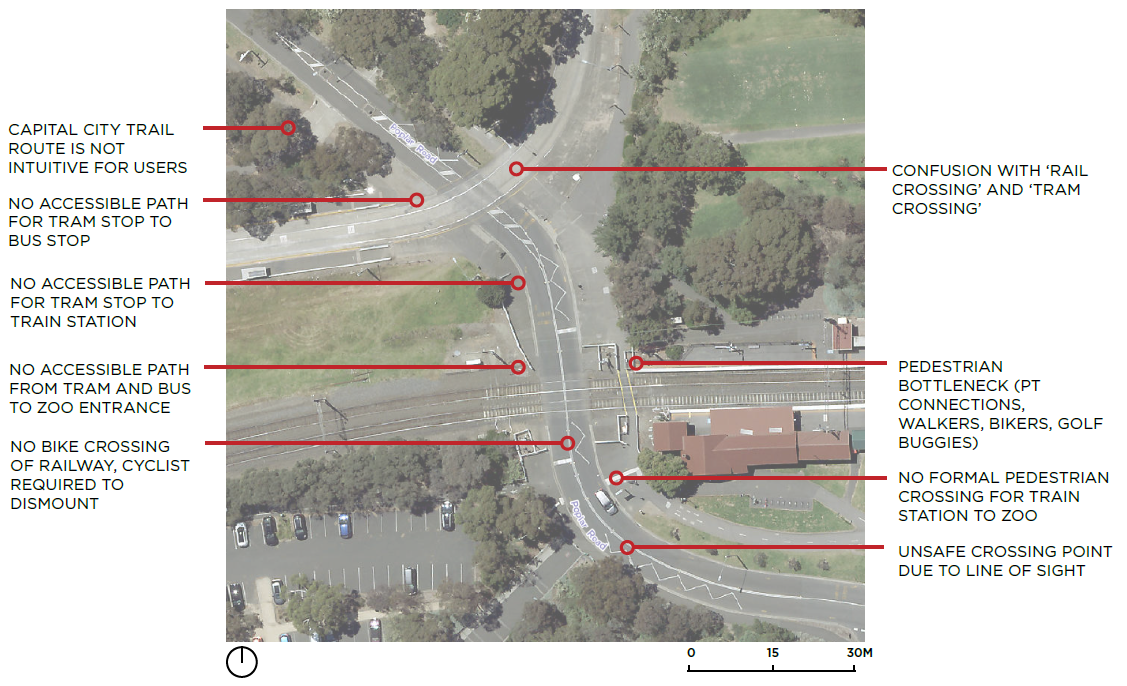 CAPITAL CITY TRAIL
ROUTE IS NOT
INTUITIVE FOR USERS
NO ACCESSIBLE PATH
FOR TRAM STOP TO
BUS STOP
NO ACCESSIBLE PATH
FOR TRAM STOP TO
TRAIN STATION
NO ACCESSIBLE PATH
FROM TRAM AND BUS
TO ZOO ENTRANCE
NO BIKE CROSSING
OF RAILWAY, CYCLIST
REQUIRED TO
DISMOUNT
Poplar Road
Poplar Road
CONFUSION WITH ‘RAIL
CROSSING’ AND ‘TRAM
CROSSING’
PEDESTRIAN
BOTTLENECK (PT
CONNECTIONS,
WALKERS, BIKERS, GOLF
BUGGIES)
NO FORMAL PEDESTRIAN
CROSSING FOR TRAIN
STATION TO ZOO
UNSAFE CROSSING POINT
DUE TO LINE OF SIGHT
0 15 30M